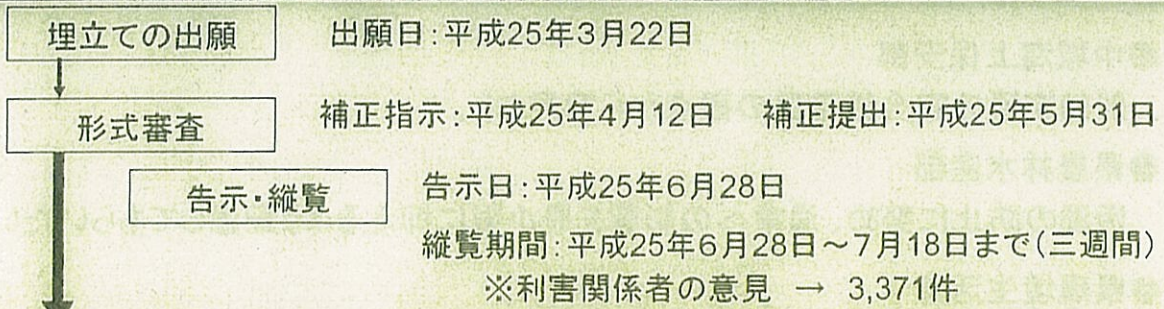 埋立ての出願 出願日:平成25年3月22日
形式審査 補正指示:平成25年4月12日 補正提出:平成25年5月31日
告示・縦覧 告示日:平成25年6月28日
縦覧期間:平成25年6月28日～7月18日まで(三週間)
※利害関係者の意見 → 3,371件